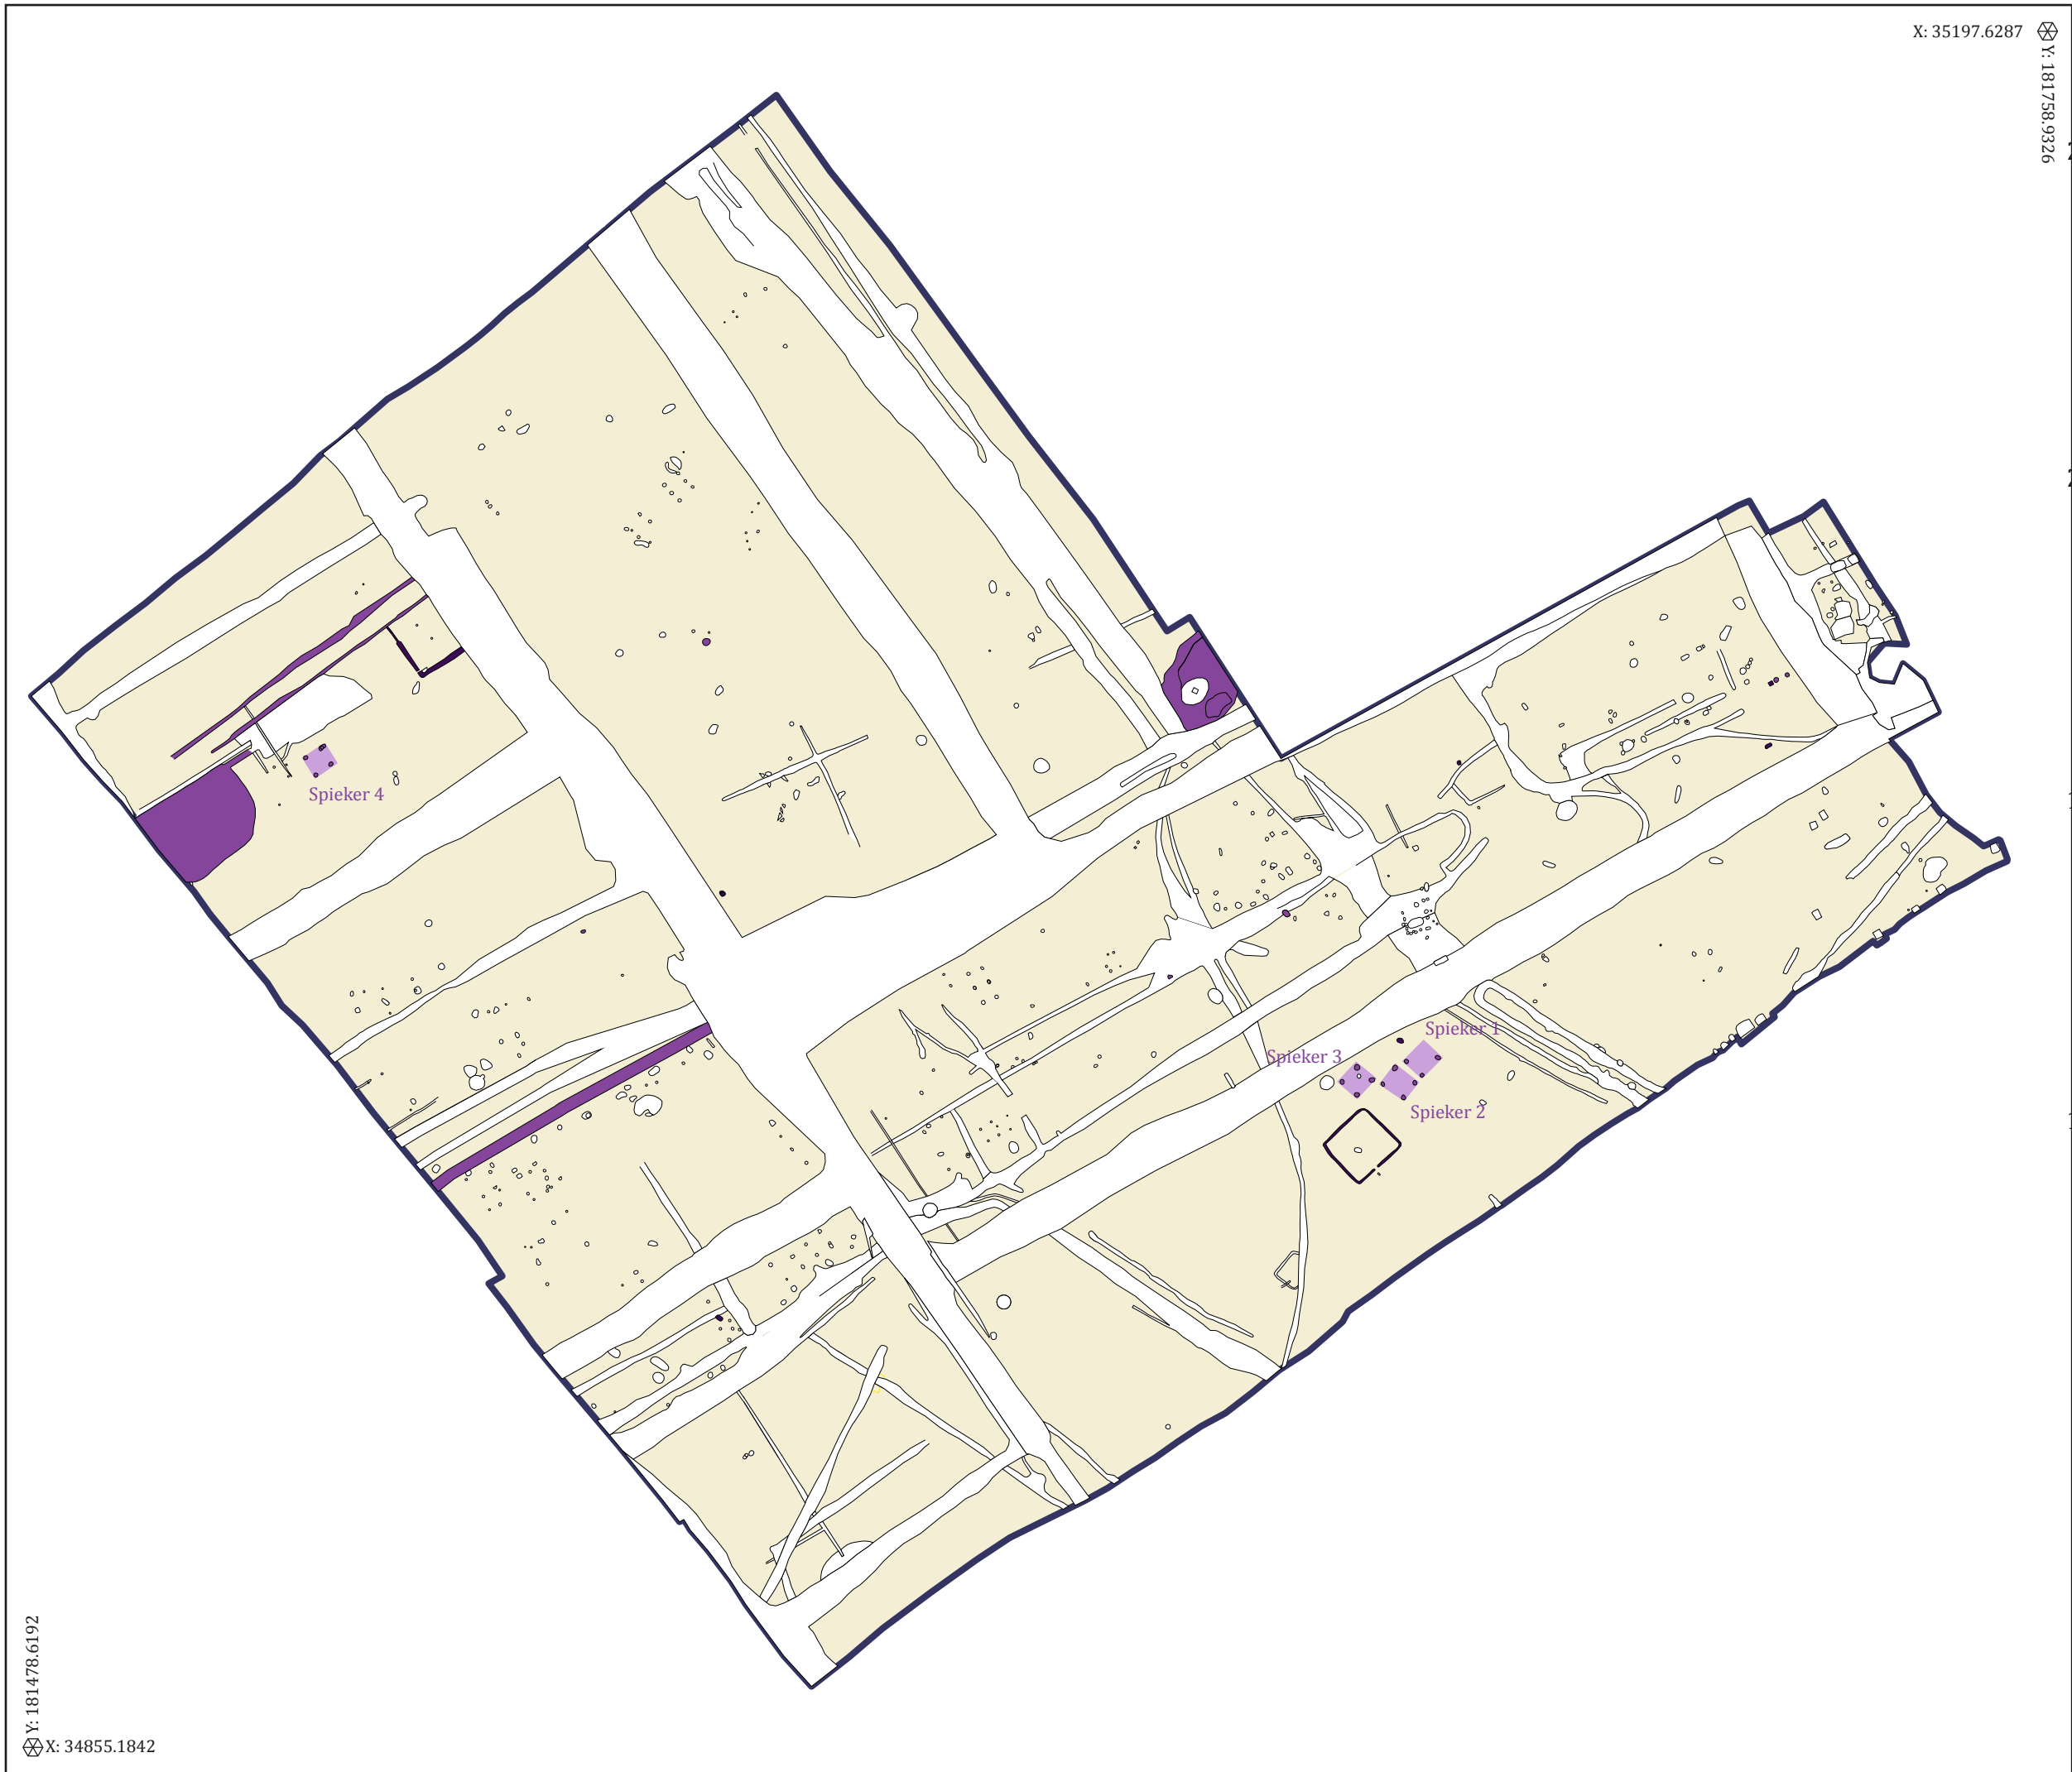 X: 35197.6287
Y: 181758.9326
Spieker 4
Spieker 1
Spieker 3
Spieker 2
Y: 181478.6192
X: 34855.1842